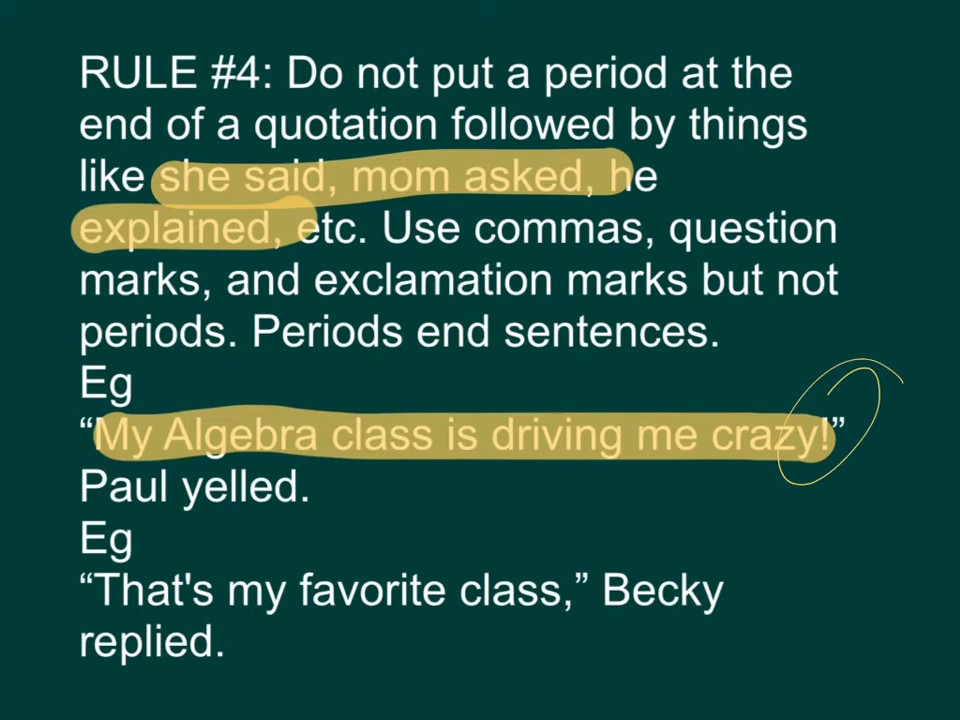 RULE #4: Do not put a period at the
end of a quotation followed by things
like she said, mom asked, he
explained, etc. Use commas, question
marks, and exclamation marks but not
periods. Periods end sentences.
Eg
“My Algebra class is driving me crazy!”
Paul yelled.
Eg
“That's my favorite class,” Becky
replied.